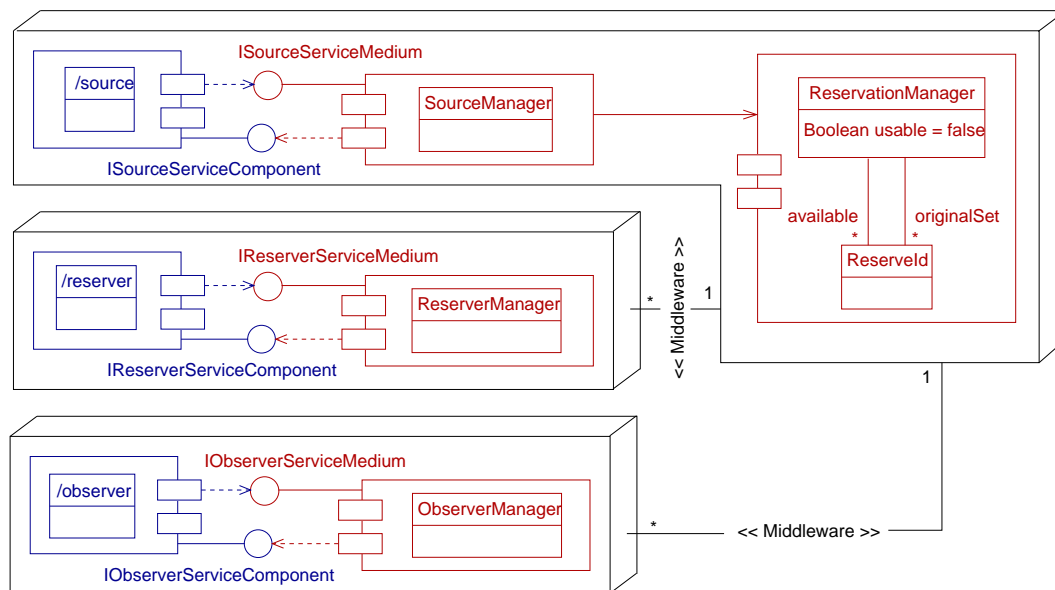 ISourceServiceMedium
/source
SourceManager
ISourceServiceComponent
ReservationManager
Boolean usable = false
available
originalSet
*
*
ReserveId
IReserverServiceMedium
/reserver
ReserverManager
IReserverServiceComponent
*
<< Middleware >>
1
1
IObserverServiceMedium
/observer
ObserverManager
IObserverServiceComponent
*
<< Middleware >>